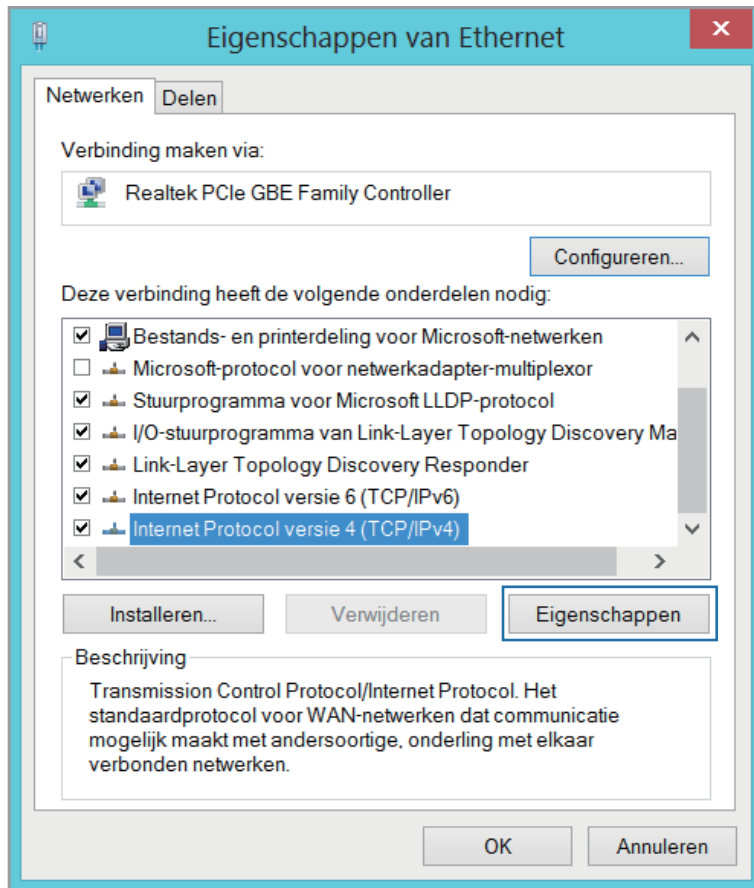 Eigenschappen van Ethernet
Netwerken Delen
Verbinding maken via:
Realtek PCIe GBE Family Controller
Configureren...
Deze verbinding heeft de volgende onderdelen nodig:
Bestands- en printerdeling voor Microsoft-netwerken
Microsoft-protocol voor netwerkadapter-multiplexor
Stuurprogramma voor Microsoft LLDP-protocol
I/O-stuurprogramma van Link-Layer Topology Discovery Ma
Link-Layer Topology Discovery Responder
Internet Protocol versie 6 (TCP/IPv6)
Internet Protocol versie 4 (TCP/IPv4)
Installeren... Verwijderen Eigenschappen
Beschrijving
Transmission Control Protocol/Internet Protocol. Het
standaardprotocol voor WAN-netwerken dat communicatie
mogelijk maakt met andersoortige, onderling met elkaar
verbonden netwerken.
OK Annuleren